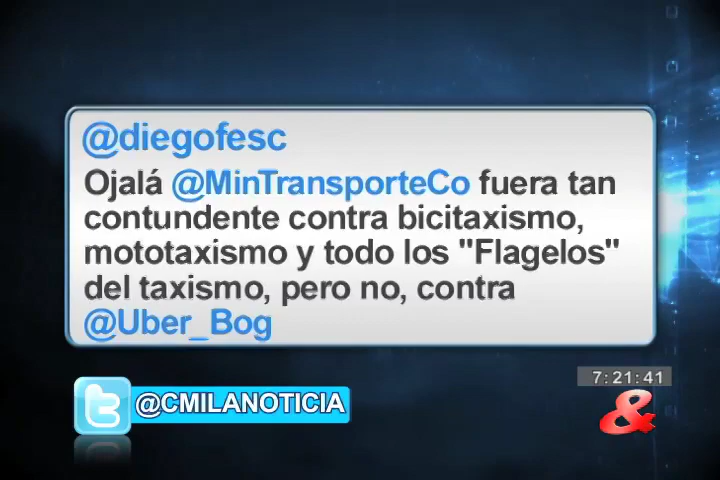 @diegofesc
Ojalá @MinTransporteCo fuera tan
contundente contra bicitaxismo,
mototaxismo y todo los "Flagelos"
del taxismo, pero no, contra
@Uber_Bog
7:21:41
&
@CMILANOTICIA